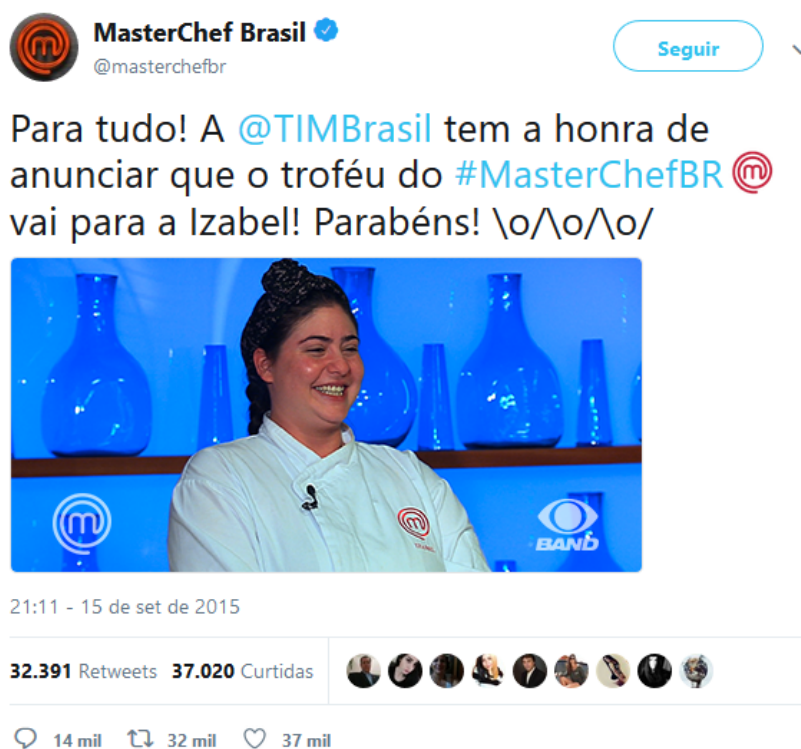 MasterChef Brasil
@masterchefbr
Seguir
Para tudo! A @TIMBrasil tem a honra de
anunciar que o troféu do #MasterChefBR
vai para a Izabel! Parabéns! \o/\o/\o/
BAND
21:11 - 15 de set de 2015
32.391 Retweets 37.020 Curtidas
14 mil 32 mil 37 mil